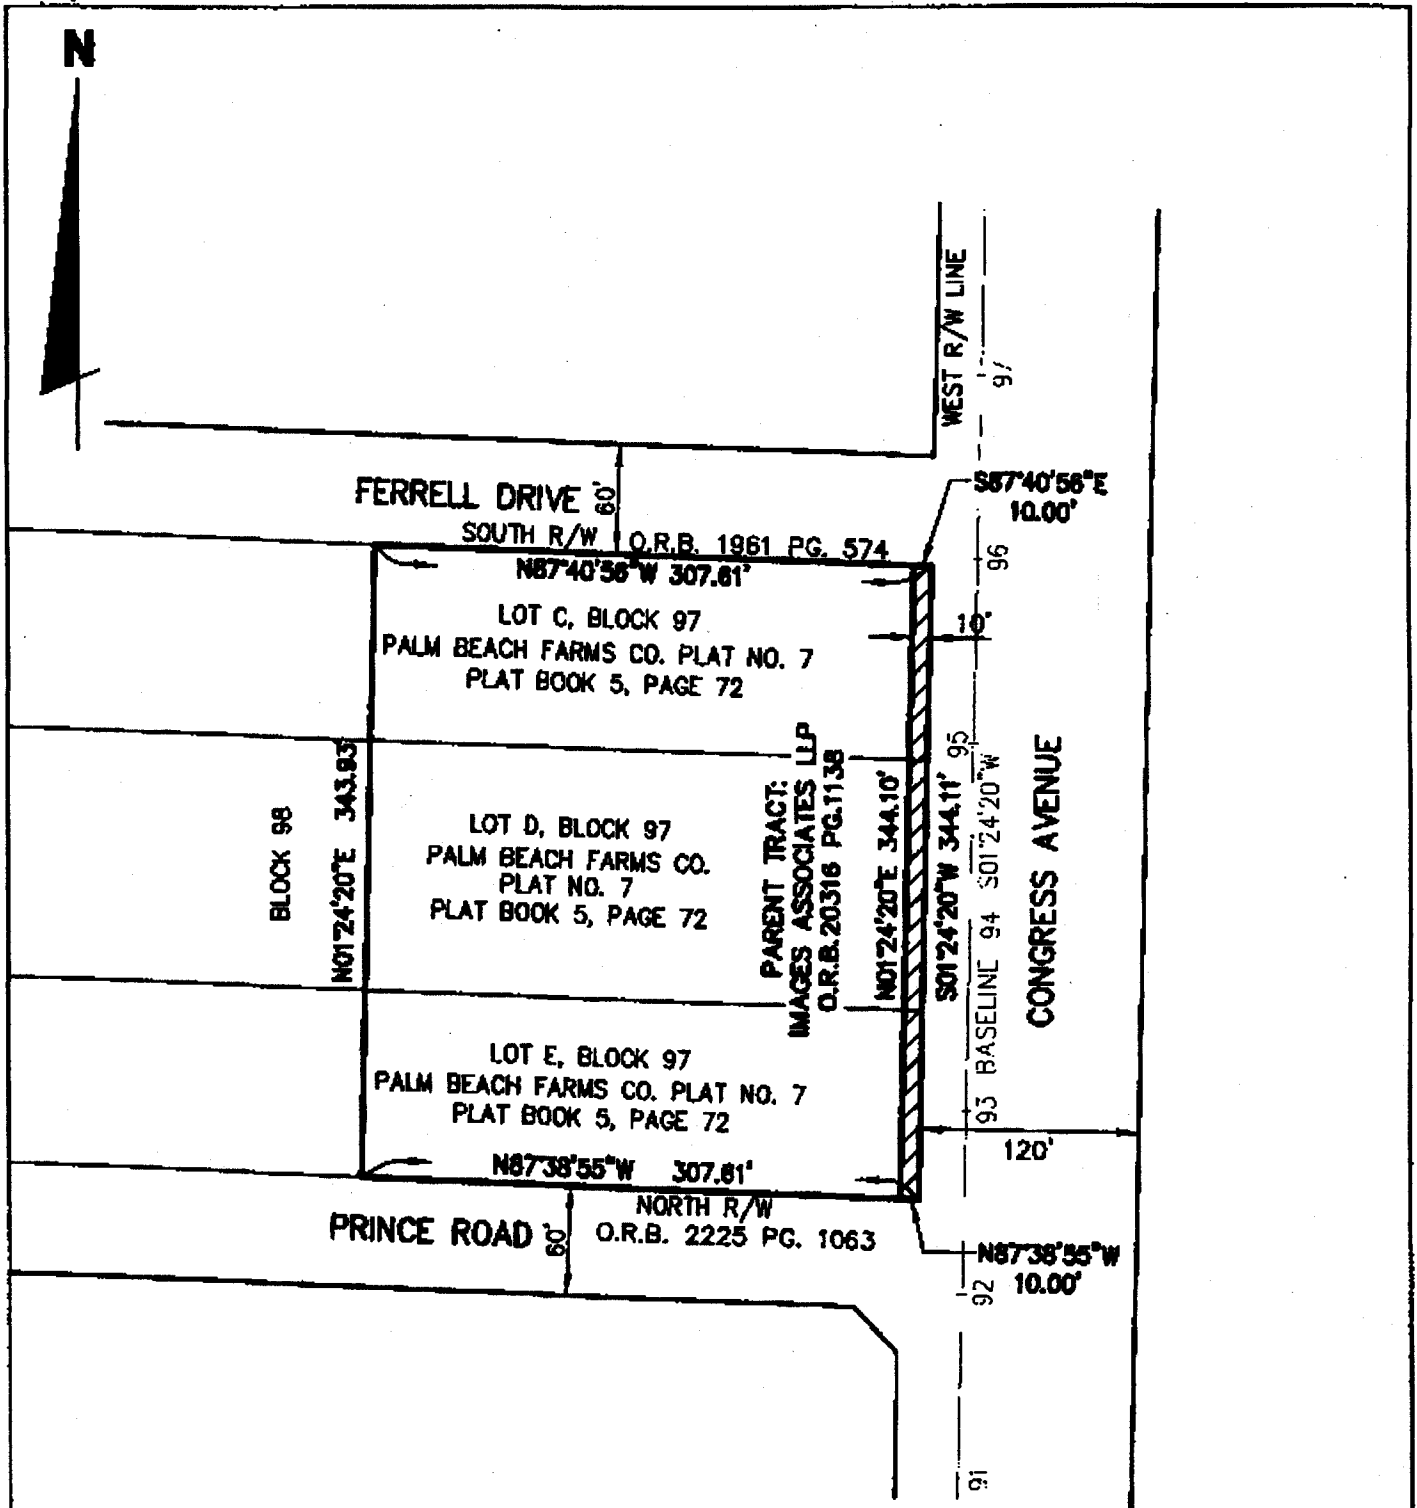 N
WEST R/W LINE
97
FERRELL DRIVE
60'
S87°40'56"E
10.00'
SOUTH R/W
O.R.B. 1961 PG. 574
N87°40'56"W 307.61'
96
LOT C, BLOCK 97
PALM BEACH FARMS CO. PLAT NO. 7
PLAT BOOK 5, PAGE 72
10'
95
BLOCK 98
N01°24'20"E 343.93'
LOT D, BLOCK 97
PALM BEACH FARMS CO.
PLAT NO. 7
PLAT BOOK 5, PAGE 72
PARENT TRACT:
IMAGES ASSOCIATES LLP
O.R.B.20316 PG.1138
N01°24'20"E 344.10'
S01°24'20"W 344.11'
BASELINE 94 S01°24'20"W
CONGRESS AVENUE
LOT E, BLOCK 97
PALM BEACH FARMS CO. PLAT NO. 7
PLAT BOOK 5, PAGE 72
93
120'
N87°38'55"W 307.61'
NORTH R/W
O.R.B. 2225 PG. 1063
PRINCE ROAD
60'
N87°38'55"W
10.00'
92
91